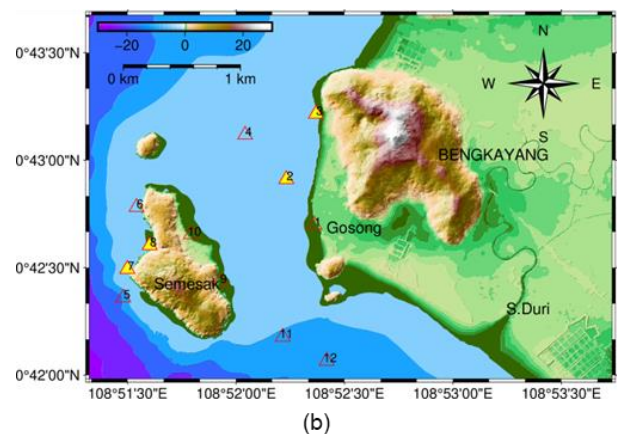 −20 0 20
0 km 1 km
0°43'30"N
0°43'00"N
0°42'30"N
0°42'00"N
N
W E
S
3
4
BENGKAYANG
2
6
1 Gosong
10
8
7
9
Semesak
5
S.Duri
11
12
108°51'30"E 108°52'00"E 108°52'30"E 108°53'00"E 108°53'30"E
(b)